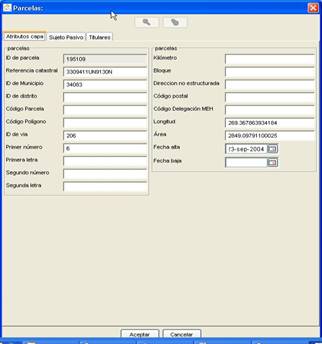 Parcelas:
Atributos capa
Sujeto Pasivo
Titulares
parcelas
ID de parcela 195109
Referencia catastral 3309411UN9130N
ID de Municipio 34083
ID de distrito
Código Parcela
Código Polígono
ID de via 206
Primer número 6
Primera letra
Segundo número
Segunda letra
parcelas
Kilómetro
Bloque
Direccion no estructurada
Código postal
Código Delegación MEH
Longitud 269.367863934184
Área 2849.09791100025
Fecha alta 13-sep-2004
Fecha baja
Aceptar
Cancelar